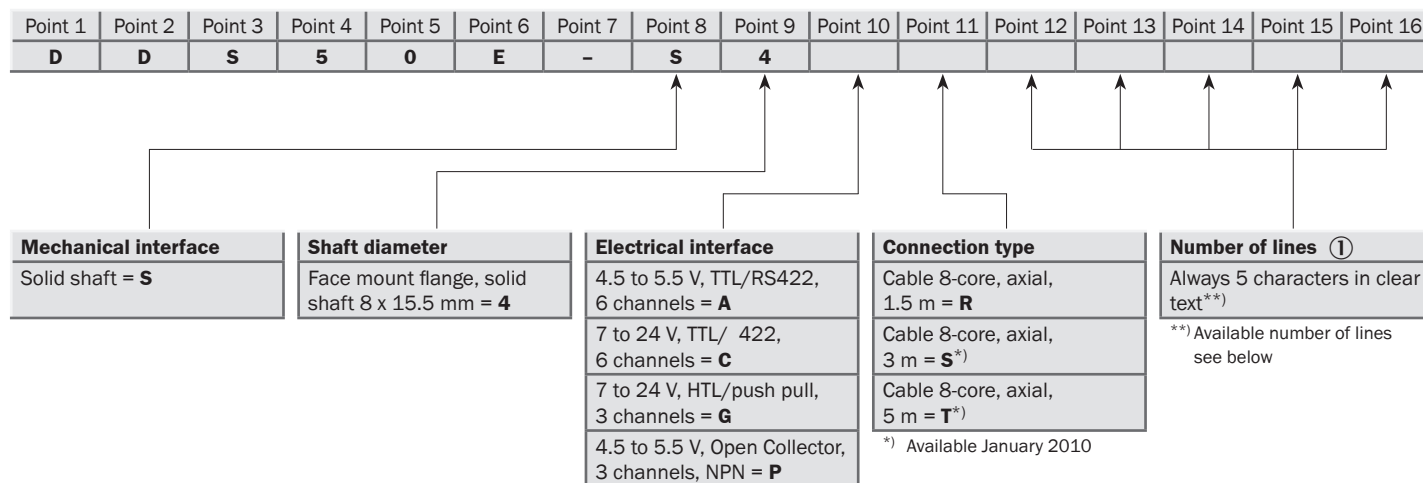 Point 1 Point 2 Point 3 Point 4 Point 5 Point 6 Point 7 Point 8 Point 9 Point 10 Point 11 Point 12 Point 13 Point 14 Point 15 Point 16
D D S 5 0 E – S 4
Mechanical interface
Solid shaft = S
Shaft diameter
Face mount flange, solid
shaft 8 x 15.5 mm = 4
Electrical interface
4.5 to 5.5 V, TTL/RS422,
6 channels = A
7 to 24 V, TTL/ 422,
6 channels = C
7 to 24 V, HTL/push pull,
3 channels = G
4.5 to 5.5 V, Open Collector,
3 channels, NPN = P
Connection type
Cable 8-core, axial,
1.5 m = R
Cable 8-core, axial,
3 m = S*)
Cable 8-core, axial,
5 m = T*)
*) Available January 2010
Number of lines ①
Always 5 characters in clear
text**)
**) Available number of lines
see below